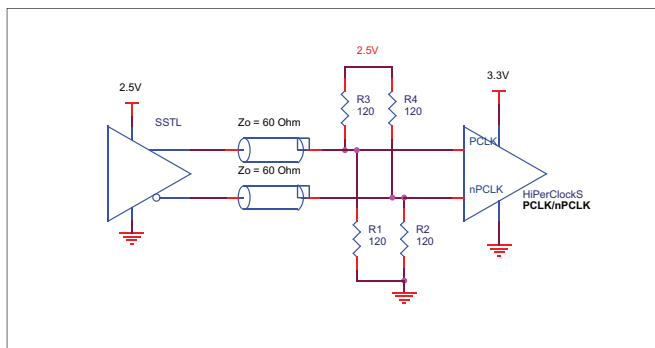 2.5V
3.3V
2.5V
SSTL
Zo = 60 Ohm
R3
120
R4
120
PCLK
Zo = 60 Ohm
nPCLK
HiPerClockS
PCLK/nPCLK
R1
120
R2
120